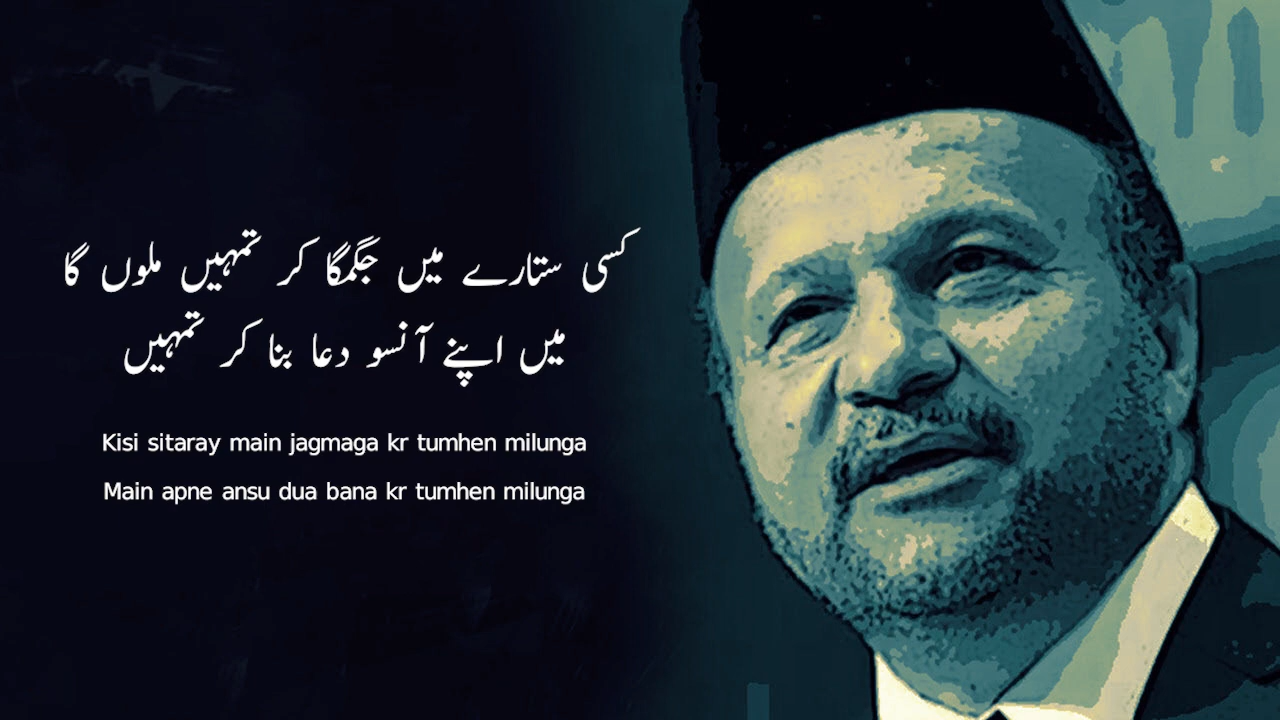 کسی ستارے میں جگمگا کر تمہیں ملوں گا
میں اپنے آنسو دعا بنا کر تمہیں
Kisi sitaray main jagmaga kr tumhen milunga
Main apne ansu dua bana kr tumhen milunga